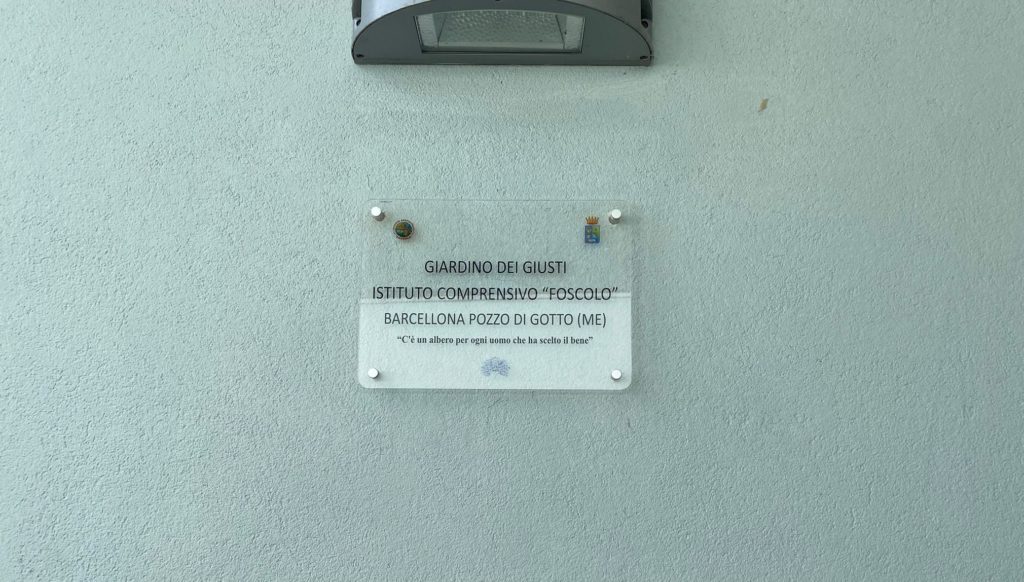 GIARDINO DEI GIUSTI
ISTITUTO COMPRENSIVO “FOSCOLO”
BARCELLONA POZZO DI GOTTO (ME)
“C'è un albero per ogni uomo che ha scelto il bene”